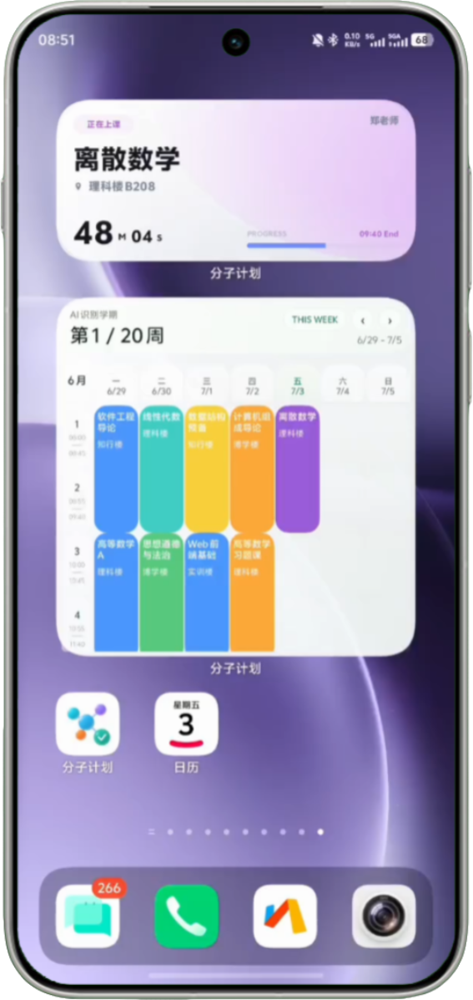 08:51
0.10 KB/s 5G 5GA 68
正在上课
郑老师
离散数学
理科楼B208
48 M 04 S
PROGRESS
09:40 End
分子计划
AI识别学期
第 1 / 20 周
THIS WEEK
6/29 - 7/5
6月 一 二 三 四 五 六 日
6/29 6/30 7/1 7/2 7/3 7/4 7/5
1
软件工程导论
知行楼
线性代数
理科楼
知行楼
计算机组成导论
博学楼
离散数学
理科楼
08:45
2
08:55
09:40
3
高等数学A
理科楼
思想道德与法治
博学楼
Web前端基础
实训楼
高等数学习题课
理科楼
10:00
10:45
4
10:55
11:40
分子计划
分子计划
星期五
3
日历
266